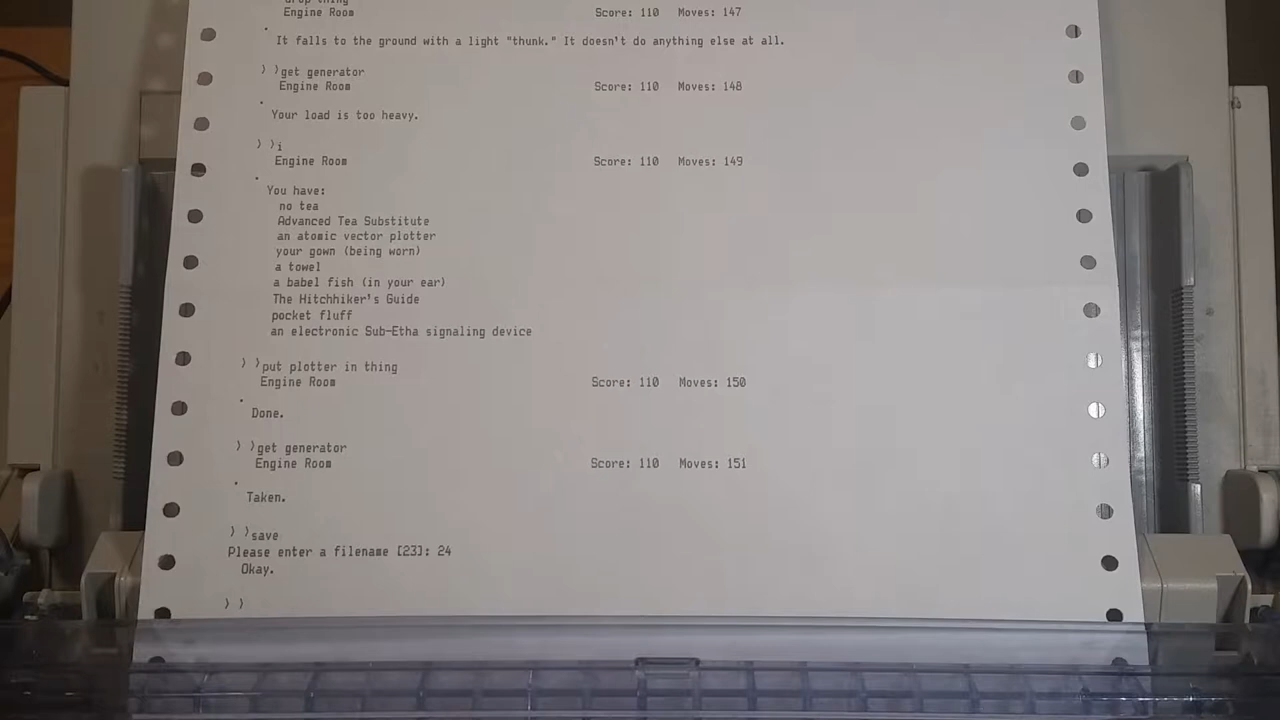 drop thing
Engine Room Score: 110 Moves: 147
.
It falls to the ground with a light "thunk." It doesn't do anything else at all.
) )get generator
Engine Room Score: 110 Moves: 148
.
Your load is too heavy.
) )i
Engine Room Score: 110 Moves: 149
.
You have:
no tea
Advanced Tea Substitute
an atomic vector plotter
your gown (being worn)
a towel
a babel fish (in your ear)
The Hitchhiker's Guide
pocket fluff
an electronic Sub-Etha signaling device
) )put plotter in thing
Engine Room Score: 110 Moves: 150
.
Done.
) )get generator
Engine Room Score: 110 Moves: 151
.
Taken.
) )save
Please enter a filename [23]: 24
Okay.
) )